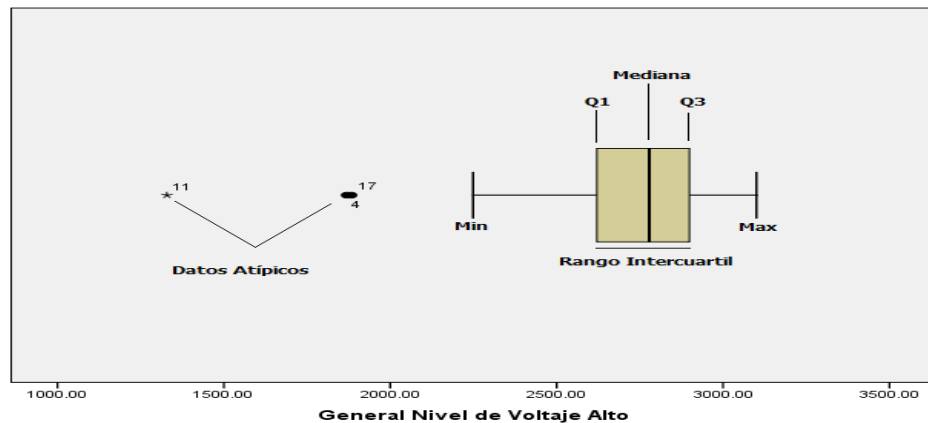 Mediana
Q1 Q3
11 17
4
Min Max
Rango Intercuartil
Datos Atípicos
1000.00 1500.00 2000.00 2500.00 3000.00 3500.00
General Nivel de Voltaje Alto